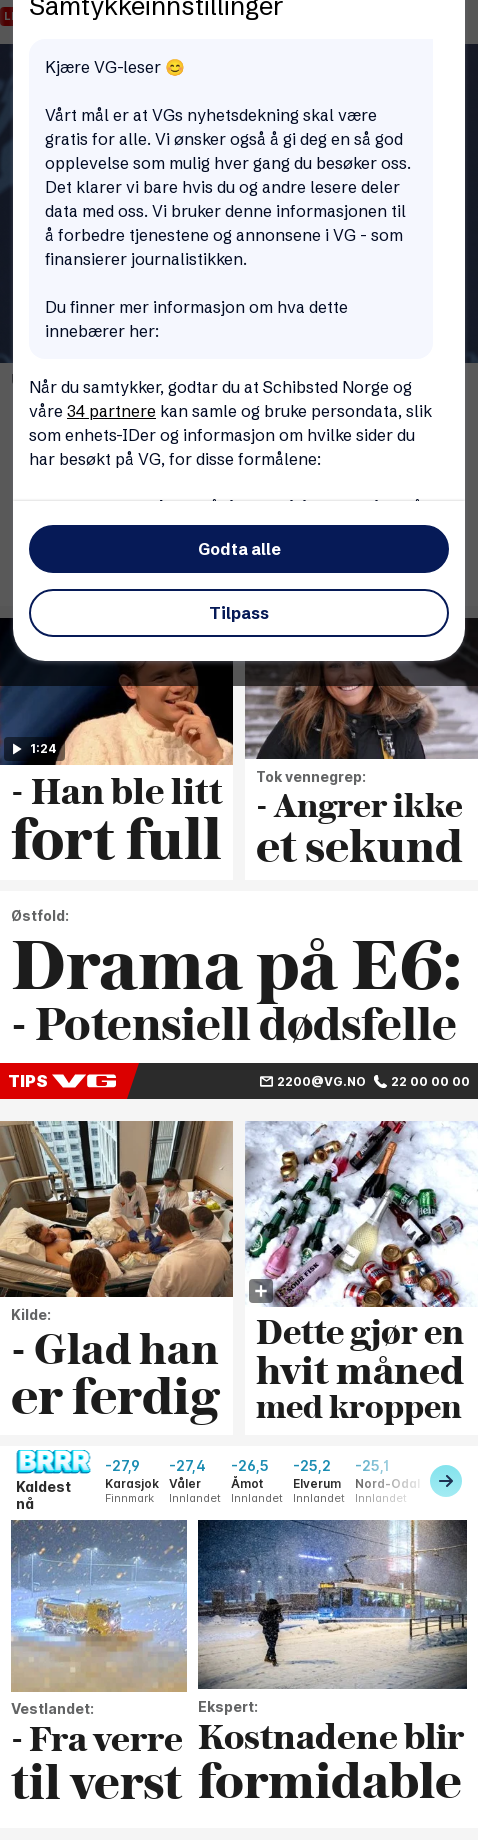 Samtykkeinnstillinger
Kjære VG-leser 😊
Vårt mål er at VGs nyhetsdekning skal være
gratis for alle. Vi ønsker også å gi deg en så god
opplevelse som mulig hver gang du besøker oss.
Det klarer vi bare hvis du og andre lesere deler
data med oss. Vi bruker denne informasjonen til
å forbedre tjenestene og annonsene i VG - som
finansierer journalistikken.
Du finner mer informasjon om hva dette
innebærer her:
Når du samtykker, godtar du at Schibsted Norge og
våre 34 partnere kan samle og bruke persondata, slik
som enhets-IDer og informasjon om hvilke sider du
har besøkt på VG, for disse formålene:
Godta alle
Tilpass
1:24
- Han ble litt
fort full
Tok vennegrep:
- Angrer ikke
et sekund
Østfold:
Drama på E6:
- Potensiell dødsfelle
TIPS VG
2200@VG.NO 22 00 00 00
Kilde:
- Glad han
er ferdig
SOUR FISK
Dette gjør en
hvit måned
med kroppen
BRRR
Kaldest
nå
-27,9 -27,4 -26,5 -25,2 -25,1
Karasjok Våler Åmot Elverum Nord-Odal
Finnmark Innlandet Innlandet Innlandet Innlandet
Vestlandet:
- Fra verre
til verst
Ekspert:
Kostnadene blir
formidable